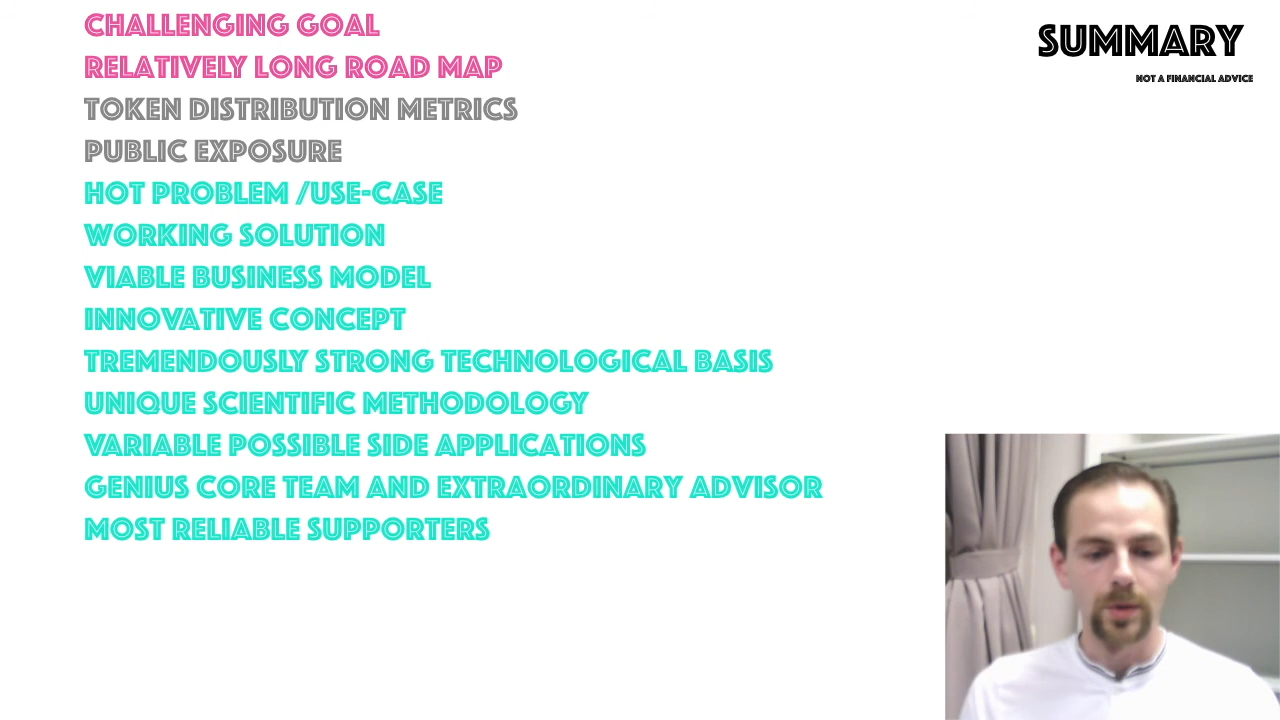 CHALLENGING GOAL
RELATIVELY LONG ROAD MAP
TOKEN DISTRIBUTION METRICS
PUBLIC EXPOSURE
HOT PROBLEM /USE-CASE
WORKING SOLUTION
VIABLE BUSINESS MODEL
INNOVATIVE CONCEPT
TREMENDOUSLY STRONG TECHNOLOGICAL BASIS
UNIQUE SCIENTIFIC METHODOLOGY
VARIABLE POSSIBLE SIDE APPLICATIONS
GENIUS CORE TEAM AND EXTRAORDINARY ADVISOR
MOST RELIABLE SUPPORTERS
SUMMARY
NOT A FINANCIAL ADVICE